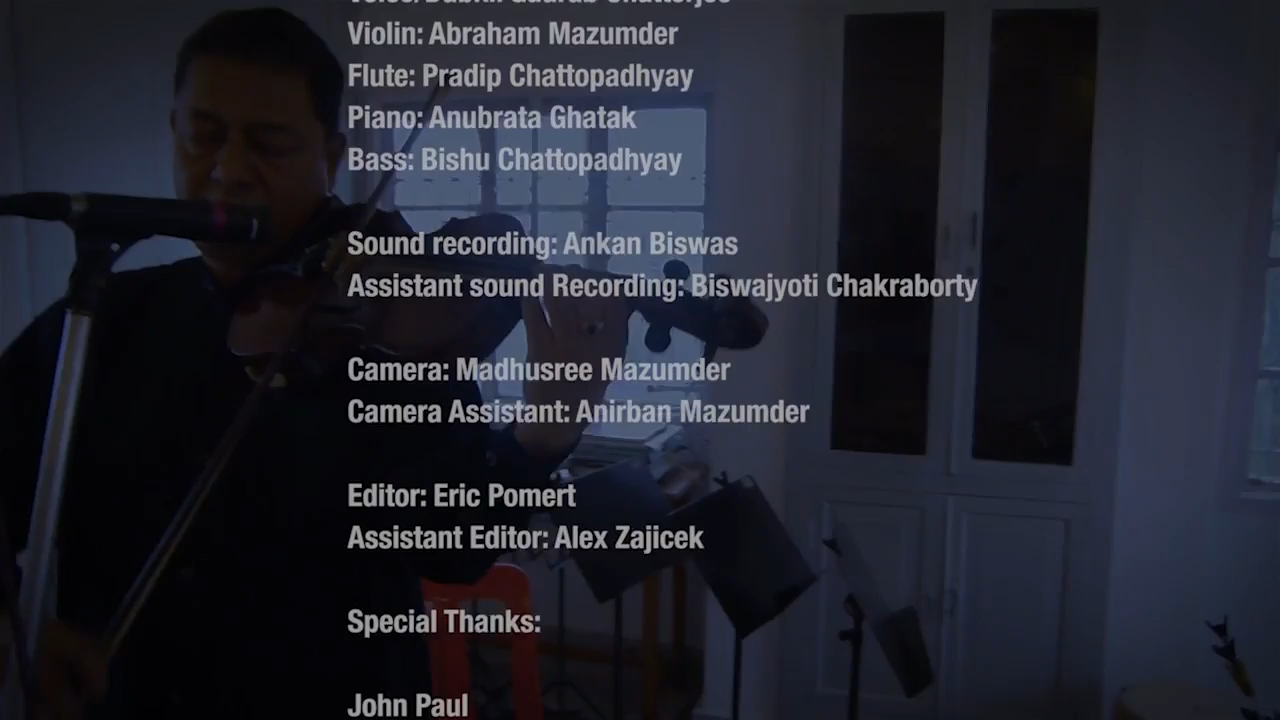 Violin: Abraham Mazumder
Flute: Pradip Chattopadhyay
Piano: Anubrata Ghatak
Bass: Bishu Chattopadhyay
Sound recording: Ankan Biswas
Assistant sound Recording: Biswajyoti Chakraborty
Camera: Madhusree Mazumder
Camera Assistant: Anirban Mazumder
Editor: Eric Pomert
Assistant Editor: Alex Zajicek
Special Thanks:
John Paul